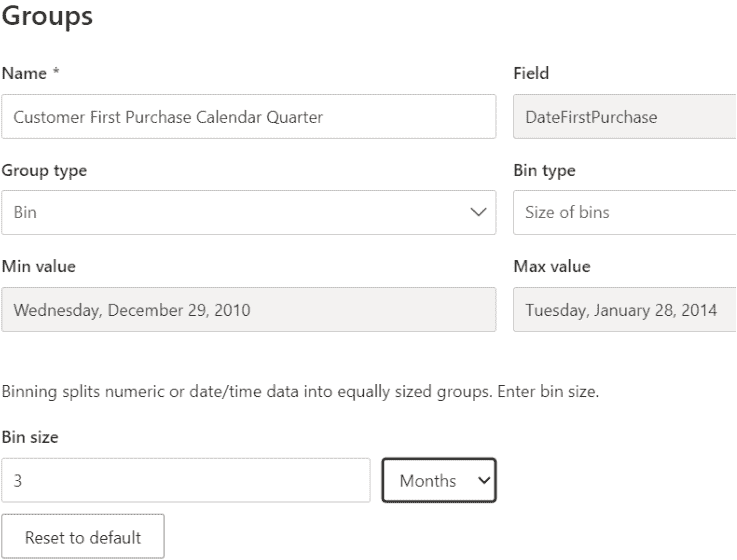 Groups
Name *
Field
Customer First Purchase Calendar Quarter
DateFirstPurchase
Group type
Bin type
Bin
Size of bins
Min value
Max value
Wednesday, December 29, 2010
Tuesday, January 28, 2014
Binning splits numeric or date/time data into equally sized groups. Enter bin size.
Bin size
3
Months
Reset to default